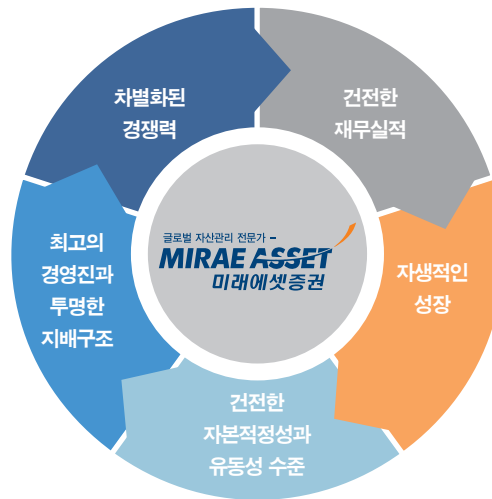 차별화된
경쟁력
건전한
재무실적
자생적인
성장
건전한
자본적정성과
유동성 수준
최고의
경영진과
투명한
지배구조
글로벌 자산관리 전문가 –
MIRAE ASSET
미래에셋증권